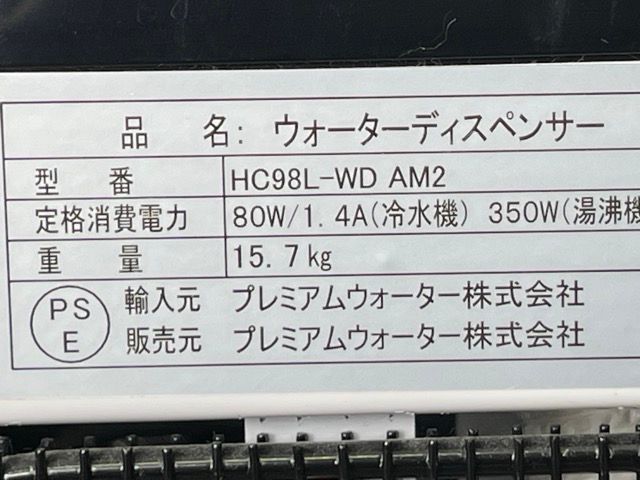 品 名: ウォーターディスペンサー
型 番 HC98L-WD AM2
定格消費電力 80W/1.4A(冷水機) 350W(湯沸機
重 量 15.7kg
PSE 輸入元 プレミアムウォーター株式会社
販売元 プレミアムウォーター株式会社